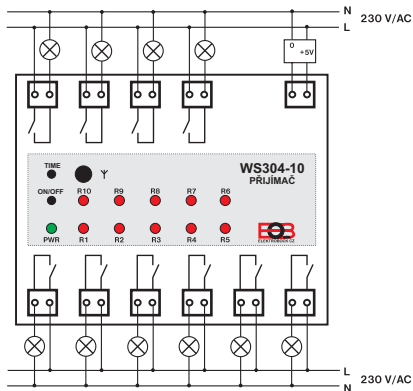 N
L
230 V/AC
0
+5V
TIME
WS304-10
PŘIJÍMAČ
ON/OFF
R10 R9 R8 R7 R6
PWR R1 R2 R3 R4 R5
EOB
ELEKTROBOCK CZ
L
230 V/AC
N